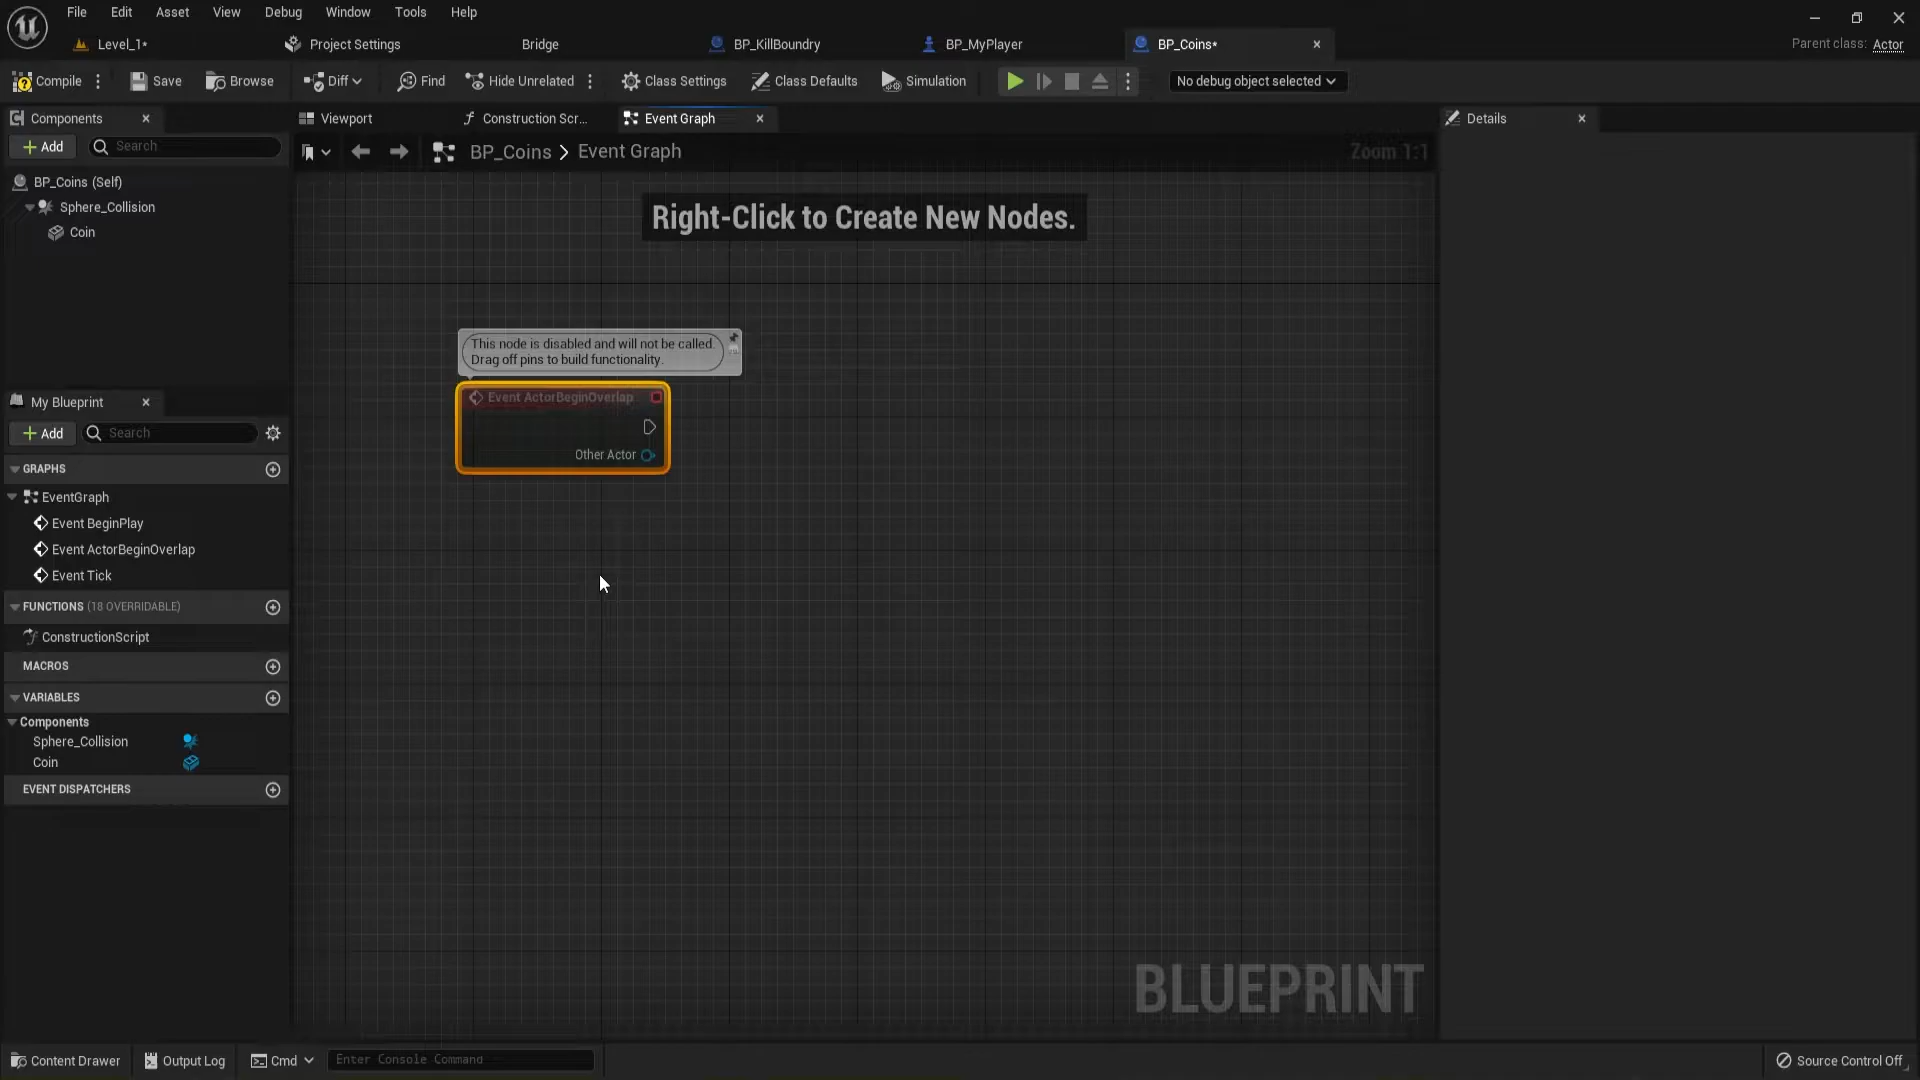 File Edit Asset View Debug Window Tools Help
Level_1* Project Settings Bridge BP_KillBoundry BP_MyPlayer BP_Coins* Parent class: Actor
Compile Save Browse Diff Find Hide Unrelated Class Settings Class Defaults Simulation No debug object selected
Components Viewport Construction Scr... Event Graph Details
Add Search
BP_Coins > Event Graph Zoom 1:1
BP_Coins (Self)
Sphere_Collision
Coin
Right-Click to Create New Nodes.
This node is disabled and will not be called.
Drag off pins to build functionality.
Event ActorBeginOverlap
Other Actor
My Blueprint
Add Search
GRAPHS
EventGraph
Event BeginPlay
Event ActorBeginOverlap
Event Tick
FUNCTIONS (18 OVERRIDABLE)
ConstructionScript
MACROS
VARIABLES
Components
Sphere_Collision
Coin
EVENT DISPATCHERS
BLUEPRINT
Content Drawer Output Log Cmd Enter Console Command Source Control Off